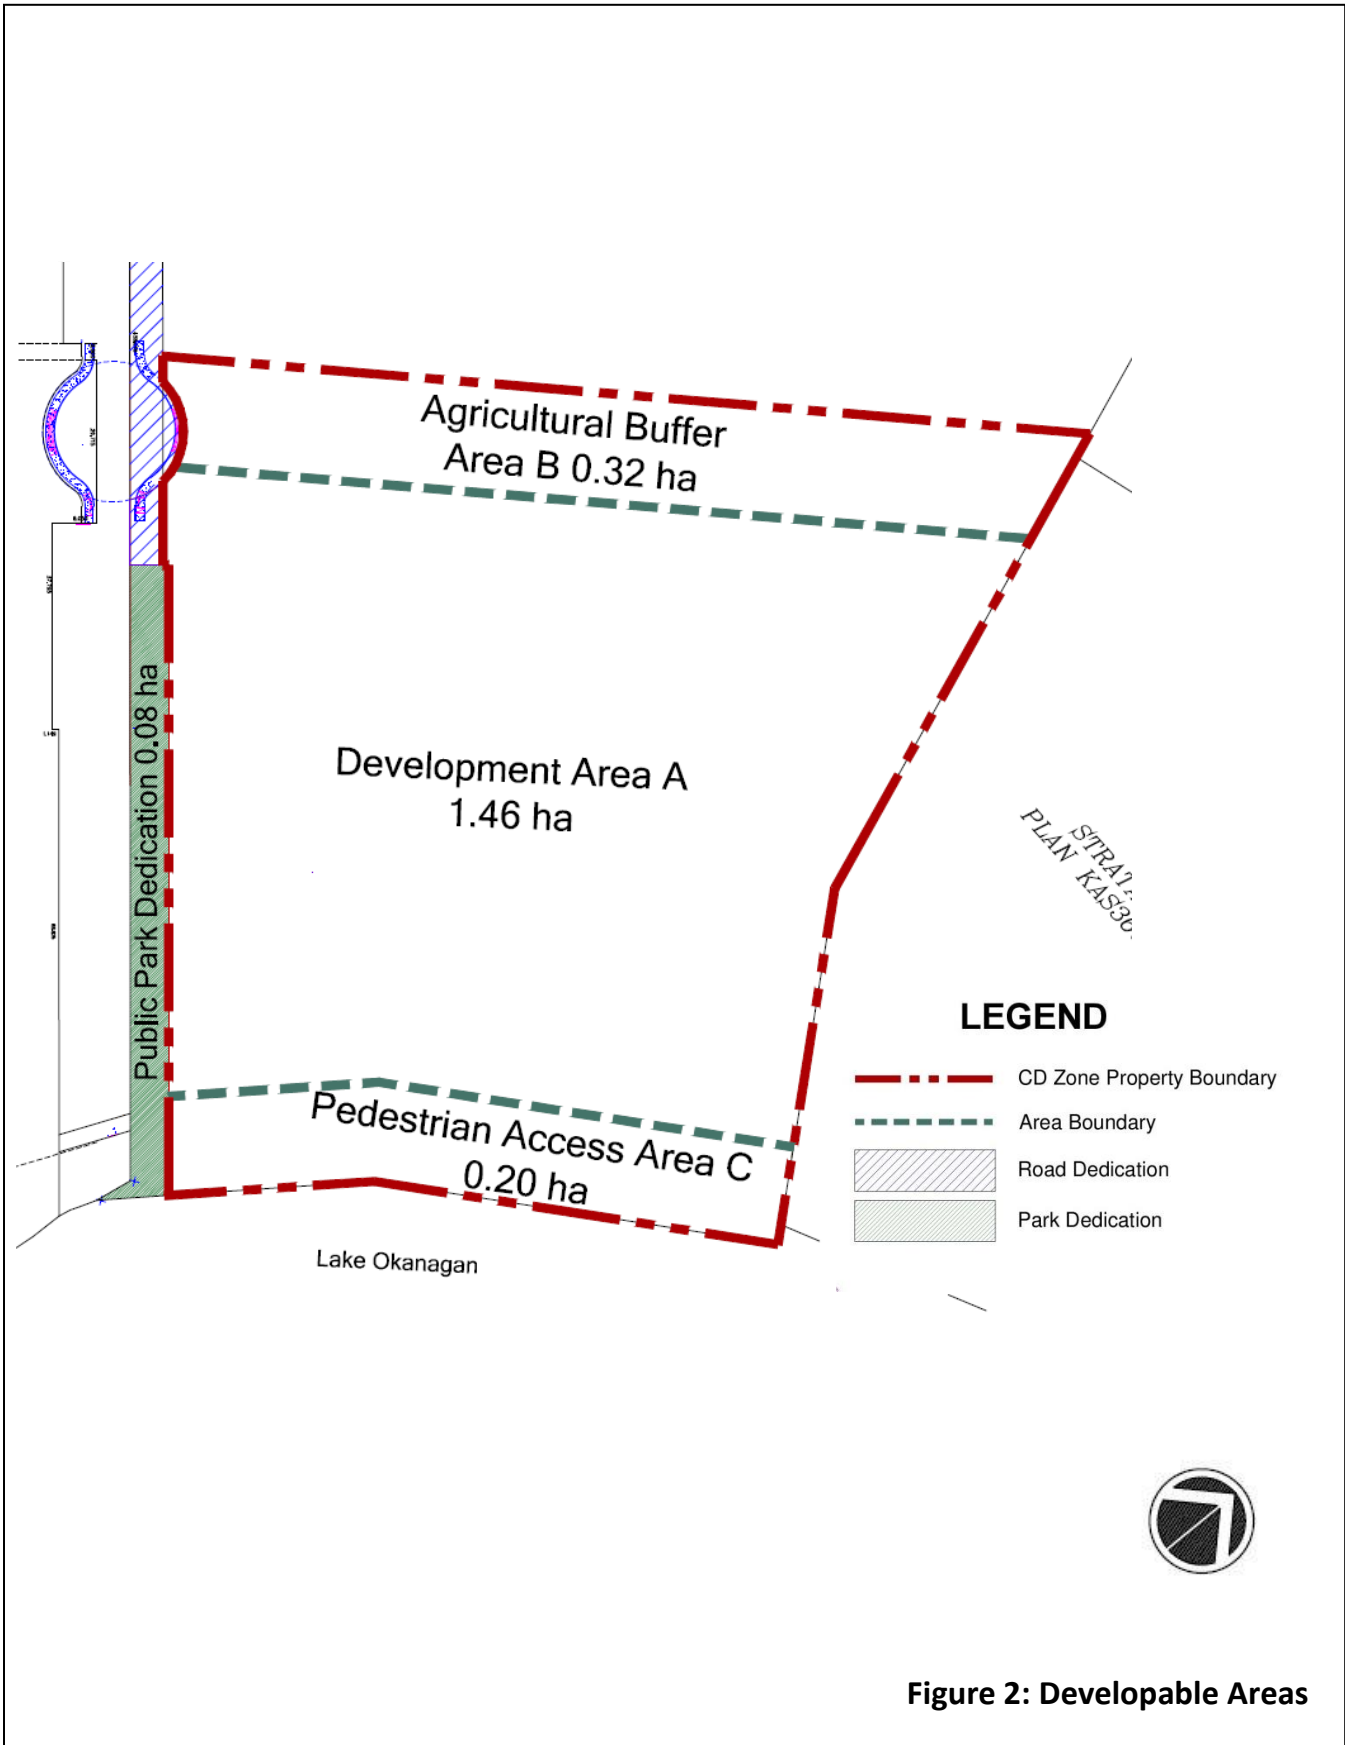 Agricultural Buffer
Area B 0.32 ha
Public Park Dedication 0.08 ha
Development Area A
1.46 ha
PLAN
Pedestrian Access Area C
0.20 ha
Lake Okanagan
LEGEND
CD Zone Property Boundary
Area Boundary
Road Dedication
Park Dedication
Figure 2: Developable Areas